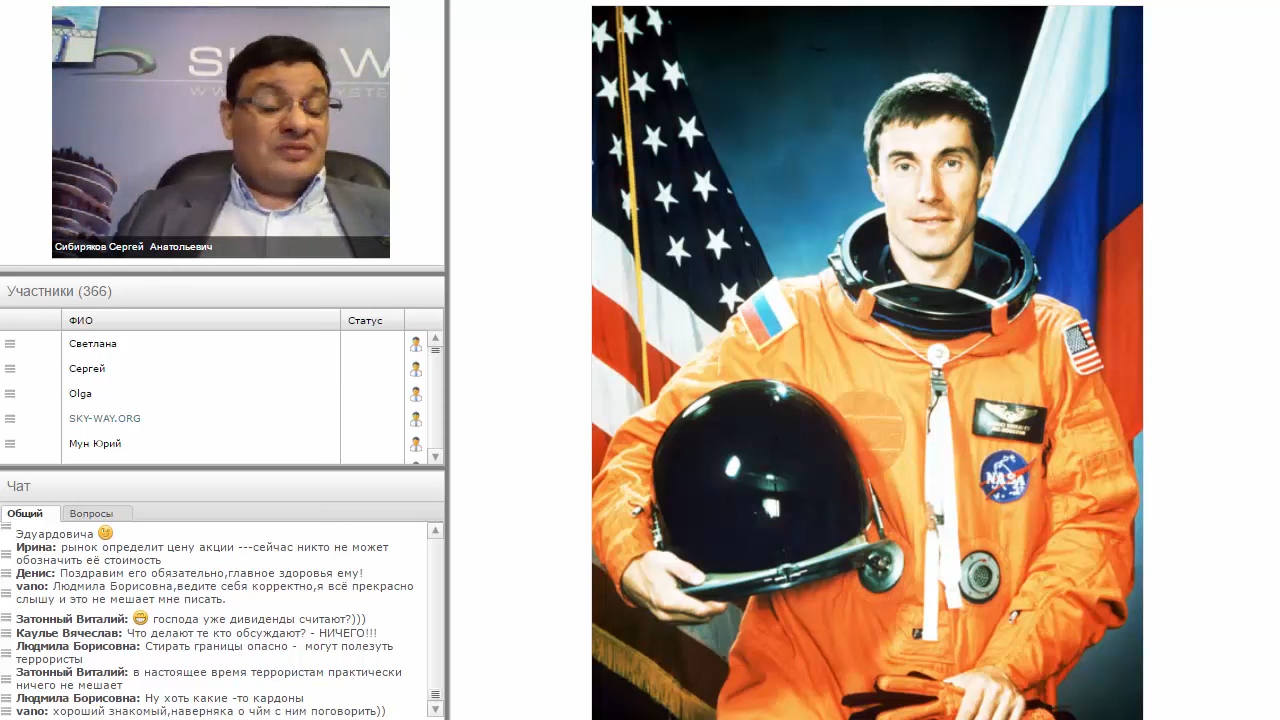 SKY W
WW
YSTE
Сибиряков Сергей Анатольевич
Участники (366)
ФИО Статус
Светлана
Сергей
Olga
SKY-WAY.ORG
Мун Юрий
Чат
Общий Вопросы
Эдуардовича
Ирина: рынок определит цену акции ---сейчас никто не может
обозначить её стоимость
Денис: Поздравим его обязательно,главное здоровья ему!
vano: Людмила Борисовна,ведите себя корректно,я всё прекрасно
слышу и это не мешает мне писать.
Затонный Виталий: господа уже дивиденды считают?)))
Каулье Вячеслав: Что делают те кто обсуждают? - НИЧЕГО!!!
Людмила Борисовна: Стирать границы опасно - могут полезуть
террористы
Затонный Виталий: в настоящее время террористам практически
ничего не мешает
Людмила Борисовна: Ну хоть какие -то кардоны
vano: хороший знакомый,наверняка о чйм с ним поговорить))
NASA